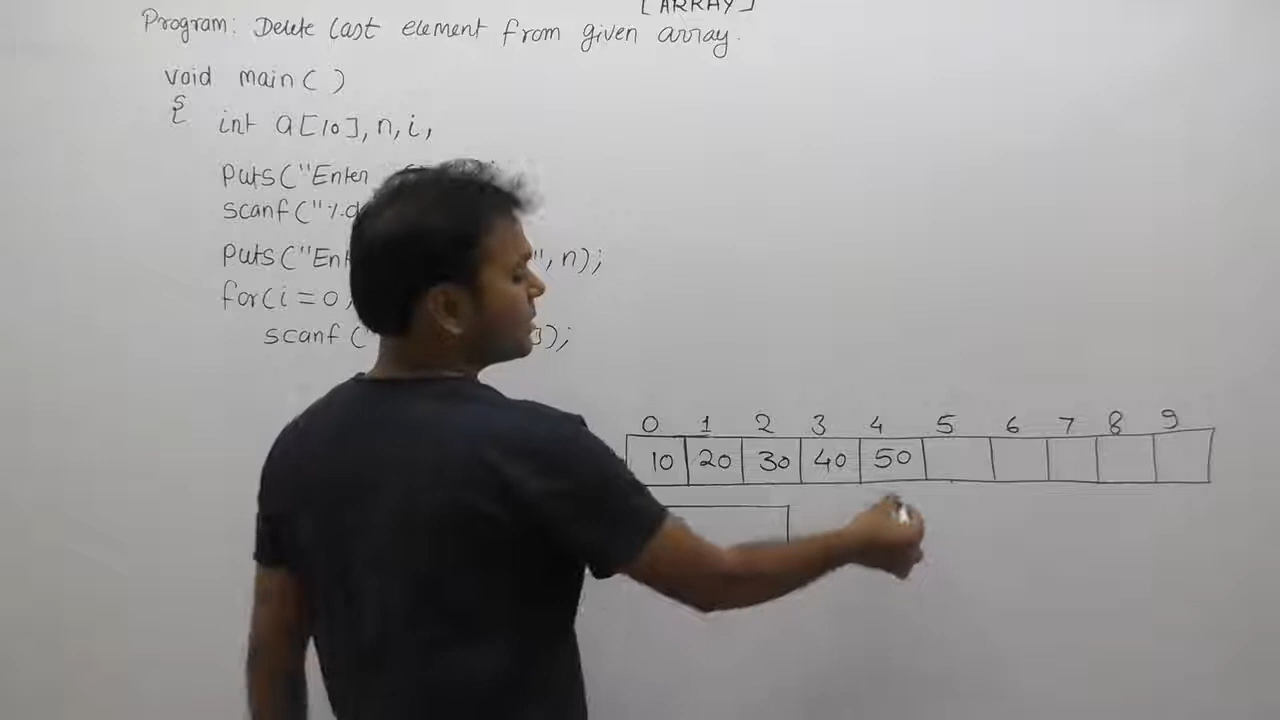 [ARRAY]
Program: Delete last element from given array.
void main( )
{
int a[10], n, i,
puts("Enter
scanf("%d
puts("Ent ", n);
for(i = 0;
scanf(" ]);
0 1 2 3 4 5 6 7 8 9
10 20 30 40 50